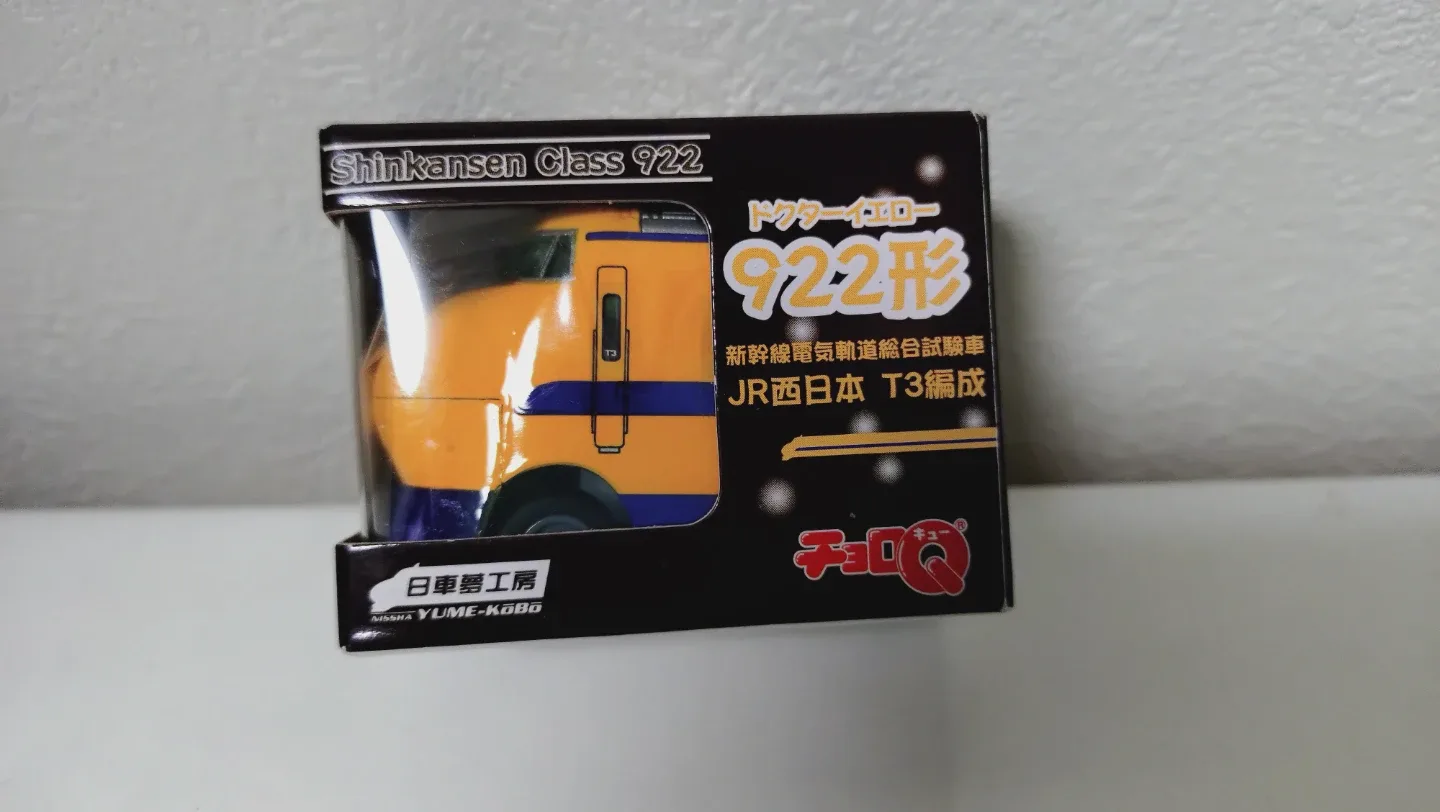 Shinkansen Class 922
ドクターイエロー
922形
新幹線電気軌道総合試験車
JR西日本 T3編成
T3
チョロQ®
キュー
日車夢工房
NISSHA YUME-KōBō